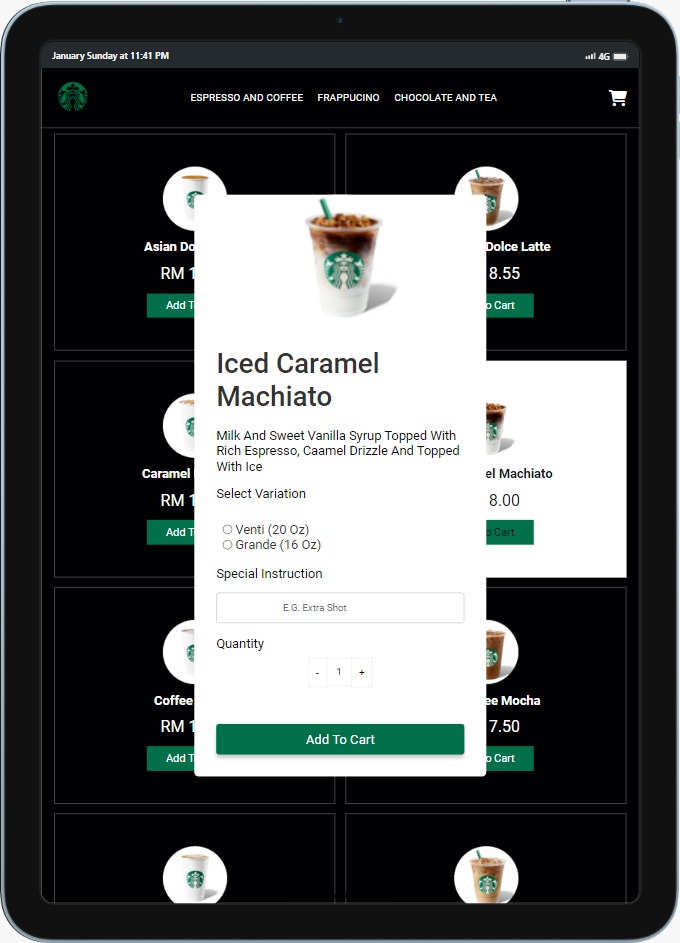 January Sunday at 11:41 PM
4G
ESPRESSO AND COFFEE FRAPPUCINO CHOCOLATE AND TEA
Asian Do
RM 1
Add T
Dolce Latte
8.55
o Cart
Caramel
RM 1
Add T
el Machiato
8.00
o Cart
Coffee
RM 1
Add T
ee Mocha
7.50
o Cart
Iced Caramel
Machiato
Milk And Sweet Vanilla Syrup Topped With
Rich Espresso, Caamel Drizzle And Topped
With Ice
Select Variation
Venti (20 Oz)
Grande (16 Oz)
Special Instruction
E.G. Extra Shot
Quantity
- 1 +
Add To Cart